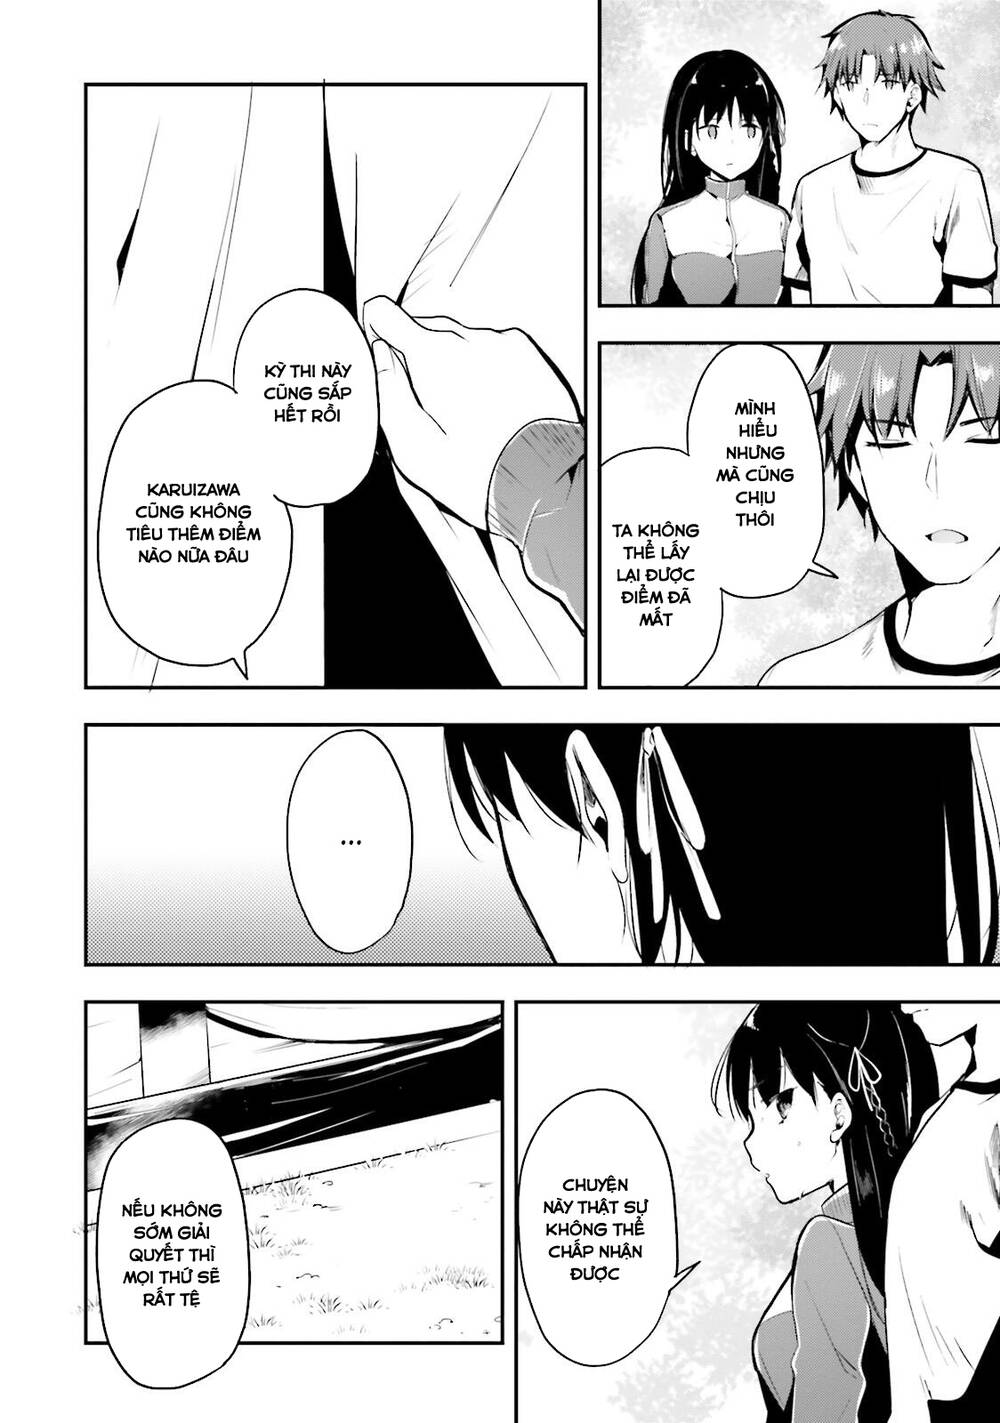 MÌNH
HIỂU
NHƯNG
MÀ CŨNG
CHỊU
THÔI
TA KHÔNG
THỂ LẤY
LẠI ĐƯỢC
ĐIỂM ĐÃ
MẤT
KỲ THI NÀY
CŨNG SẮP
HẾT RỒI
KARUIZAWA
CŨNG KHÔNG
TIÊU THÊM ĐIỂM
NÀO NỮA ĐÂU
...
CHUYỆN
NÀY THẬT SỰ
KHÔNG THỂ
CHẤP NHẬN
ĐƯỢC
NẾU KHÔNG
SỚM GIẢI
QUYẾT THÌ
MỌI THỨ SẼ
RẤT TỆ